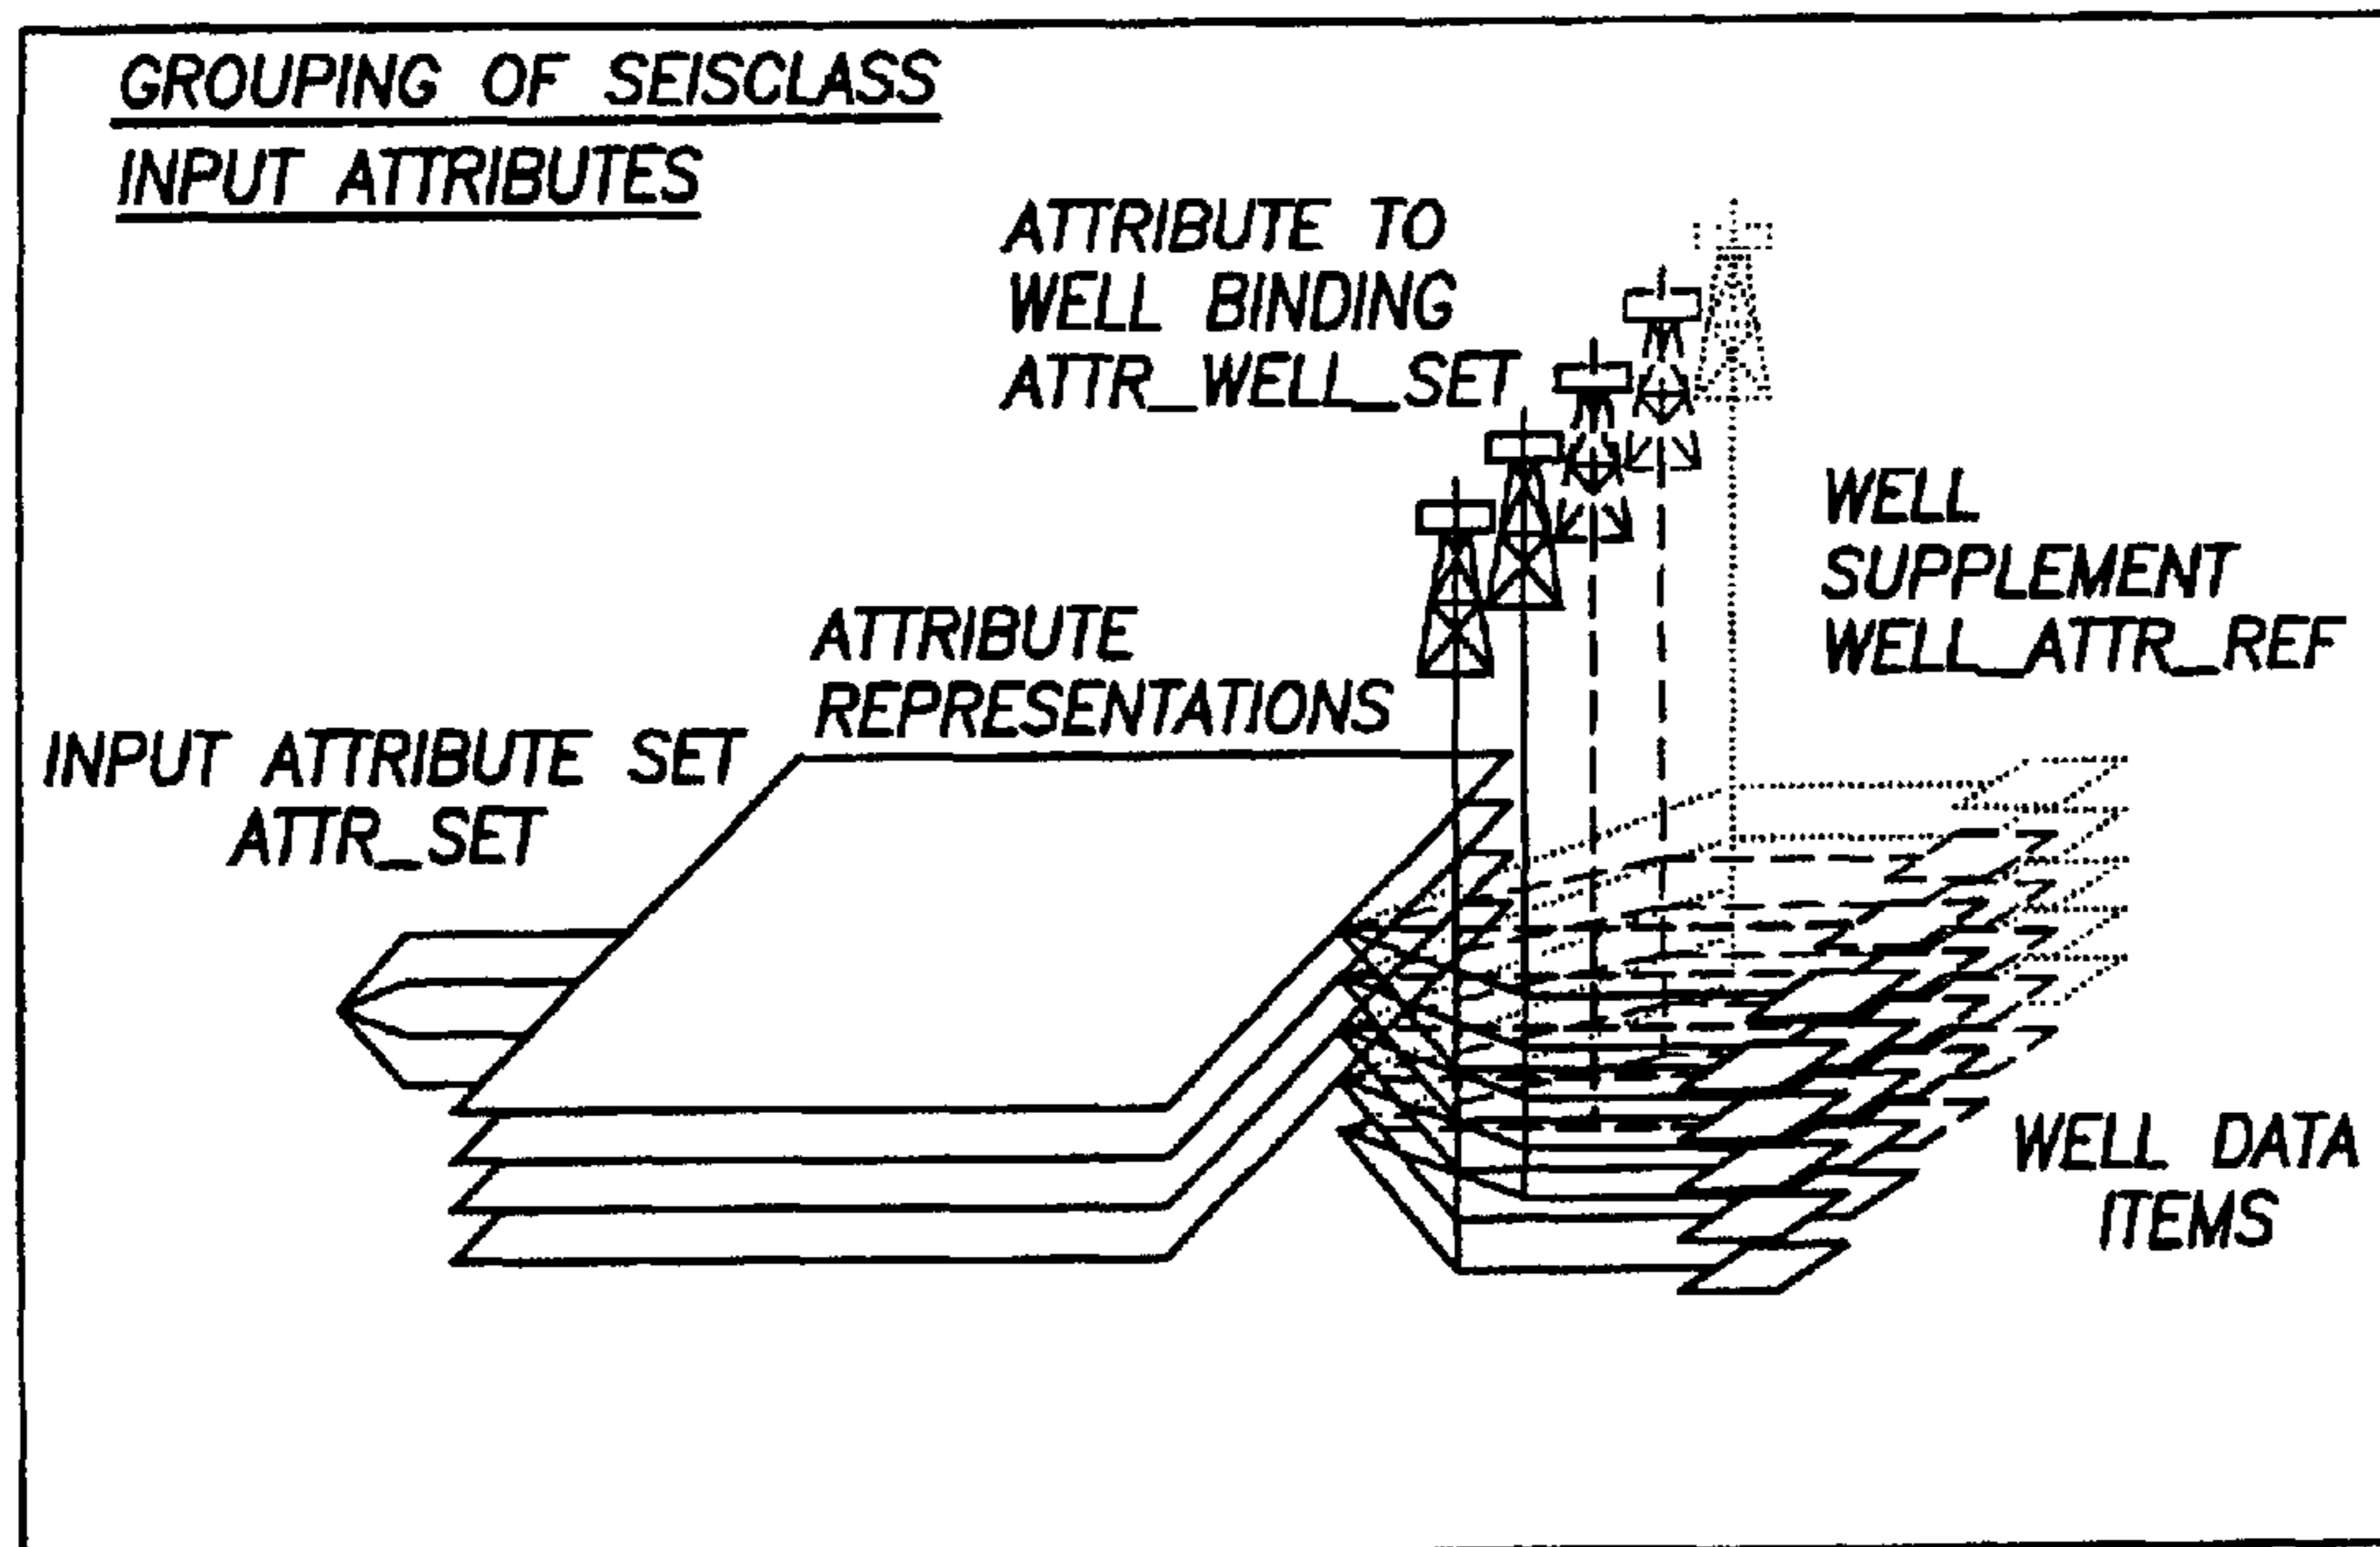 GROUPING OF SEISCLASS
INPUT ATTRIBUTES
ATTRIBUTE TO
WELL BINDING
ATTR_WELL_SET
WELL
SUPPLEMENT
WELL_ATTR_REF
ATTRIBUTE
REPRESENTATIONS
INPUT ATTRIBUTE SET
ATTR_SET
WELL DATA
ITEMS